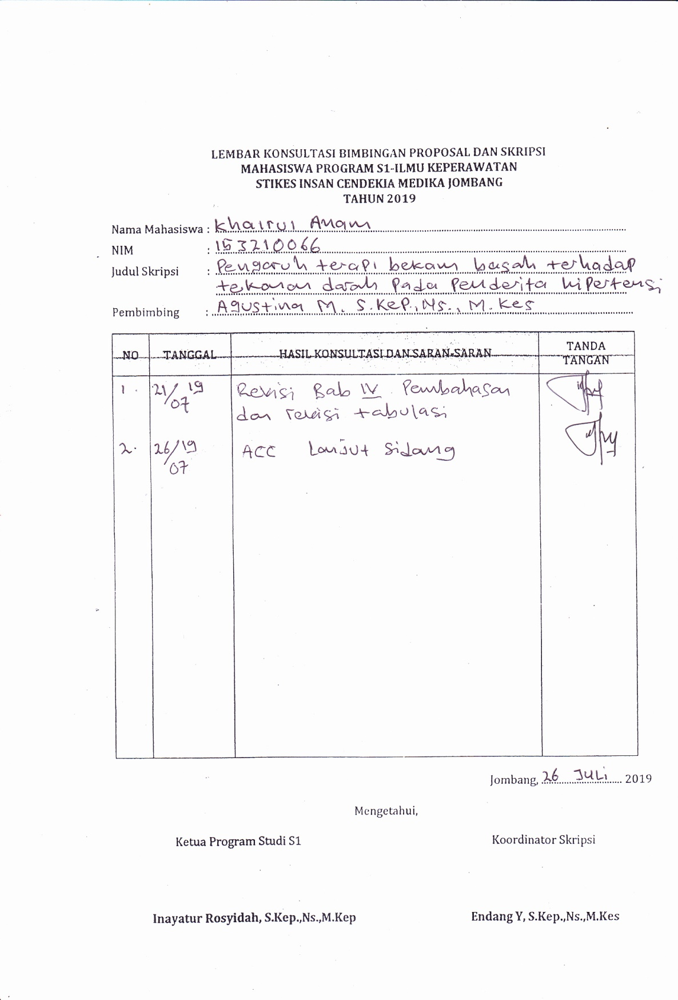 LEMBAR KONSULTASI BIMBINGAN PROPOSAL DAN SKRIPSI
MAHASISWA PROGRAM S1-ILMU KEPERAWATAN
STIKES INSAN CENDEKIA MEDIKA JOMBANG
TAHUN 2019
Nama Mahasiswa : Khairul Anam
NIM : 153210066
Judul Skripsi : Pengaruh terapi bekam basah terhadap
tekanan darah pada penderita hipertensi
Pembimbing : Agustina M. S.Kep.,Ns., M.Kes
NO TANGGAL HASIL KONSULTASI DAN SARAN-SARAN TANDA
TANGAN
1. 21/07 19 Revisi Bab IV Pembahasan
dan revisi tabulasi
2. 26/07 19 ACC Lanjut Sidang
Jombang, 26 JULI 2019
Mengetahui,
Ketua Program Studi S1 Koordinator Skripsi
Inayatur Rosyidah, S.Kep.,Ns.,M.Kep Endang Y, S.Kep.,Ns.,M.Kes